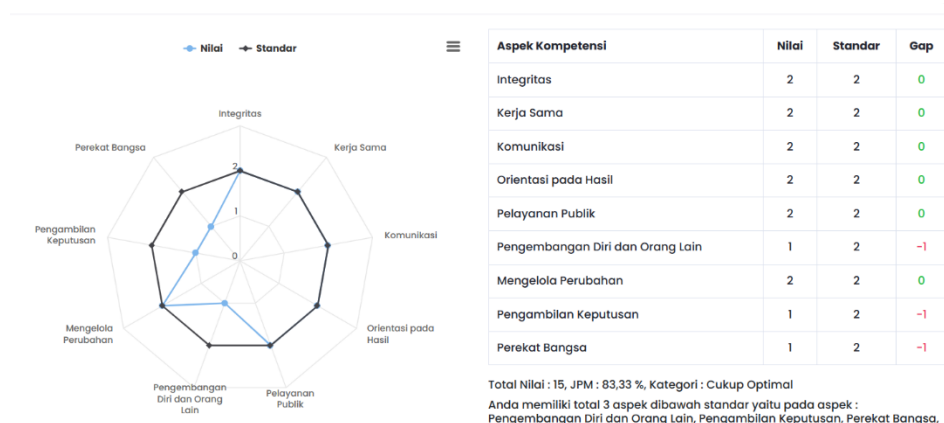 Nilai Standar
Integritas
Kerja Sama
Komunikasi
Orientasi pada
Hasil
Pelayanan
Publik
Pengembangan
Diri dan Orang
Lain
Mengelola
Perubahan
Pengambilan
Keputusan
Perekat Bangsa
2
1
0
Aspek Kompetensi Nilai Standar Gap
Integritas 2 2 0
Kerja Sama 2 2 0
Komunikasi 2 2 0
Orientasi pada Hasil 2 2 0
Pelayanan Publik 2 2 0
Pengembangan Diri dan Orang Lain 1 2 -1
Mengelola Perubahan 2 2 0
Pengambilan Keputusan 1 2 -1
Perekat Bangsa 1 2 -1
Total Nilai : 15, JPM : 83,33 %, Kategori : Cukup Optimal
Anda memiliki total 3 aspek dibawah standar yaitu pada aspek :
Pengembangan Diri dan Orang Lain, Pengambilan Keputusan, Perekat Bangsa,